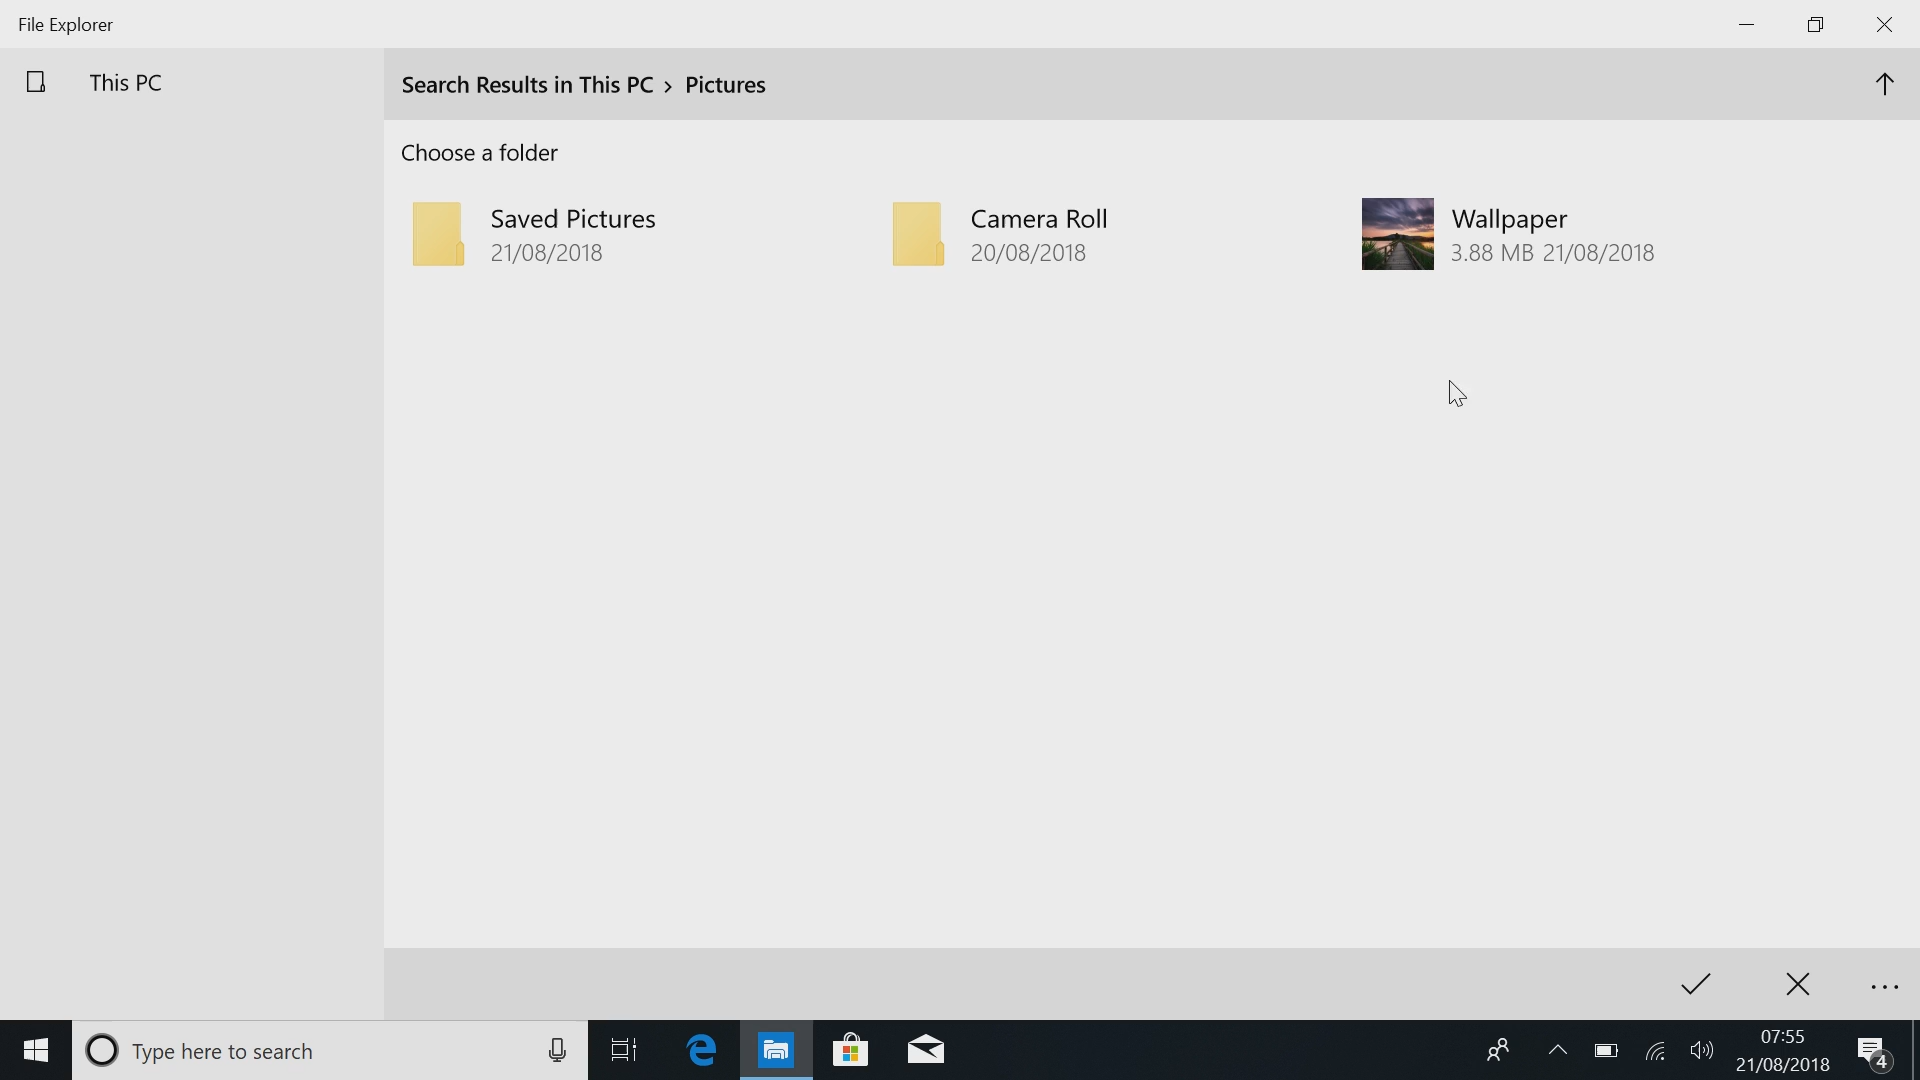 File Explorer
This PC
Search Results in This PC > Pictures
Choose a folder
Saved Pictures
21/08/2018
Camera Roll
20/08/2018
Wallpaper
3.88 MB 21/08/2018
Type here to search
07:55
21/08/2018
4